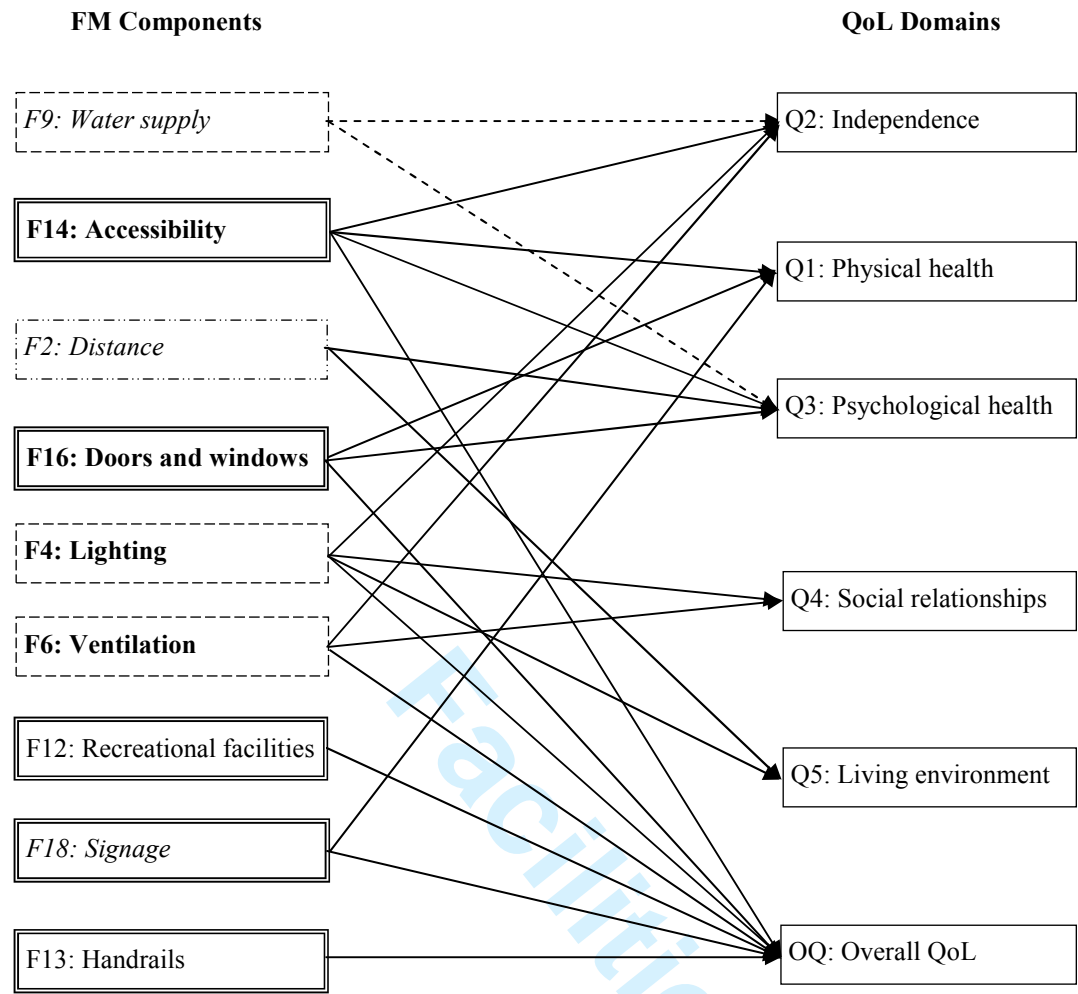 FM Components
QoL Domains
F9: Water supply
Q2: Independence
F14: Accessibility
Q1: Physical health
F2: Distance
Q3: Psychological health
F16: Doors and windows
F4: Lighting
Q4: Social relationships
F6: Ventilation
F12: Recreational facilities
Q5: Living environment
F18: Signage
F13: Handrails
OQ: Overall QoL
Faciliti